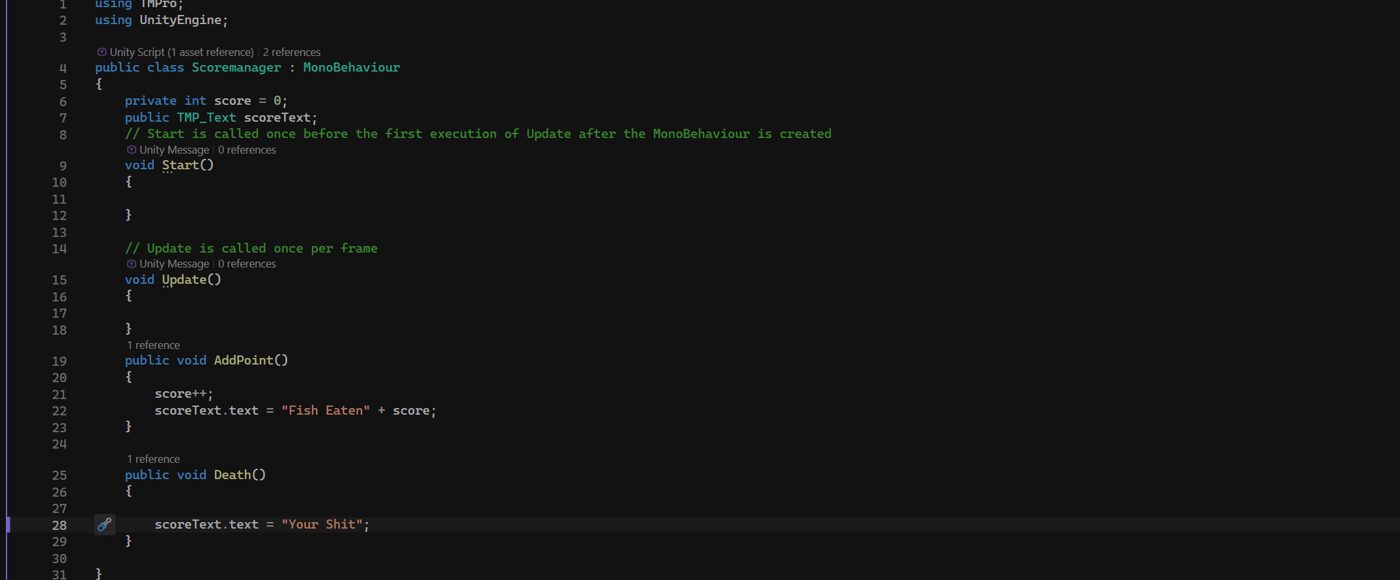 1 using TMPro;
2 using UnityEngine;
3
Unity Script (1 asset reference) | 2 references
4 public class Scoremanager : MonoBehaviour
5 {
6 private int score = 0;
7 public TMP_Text scoreText;
8 // Start is called once before the first execution of Update after the MonoBehaviour is created
Unity Message | 0 references
9 void Start()
10 {
11
12 }
13
14 // Update is called once per frame
Unity Message | 0 references
15 void Update()
16 {
17
18 }
1 reference
19 public void AddPoint()
20 {
21 score++;
22 scoreText.text = "Fish Eaten" + score;
23 }
24
1 reference
25 public void Death()
26 {
27
28 scoreText.text = "Your Shit";
29 }
30
31 }